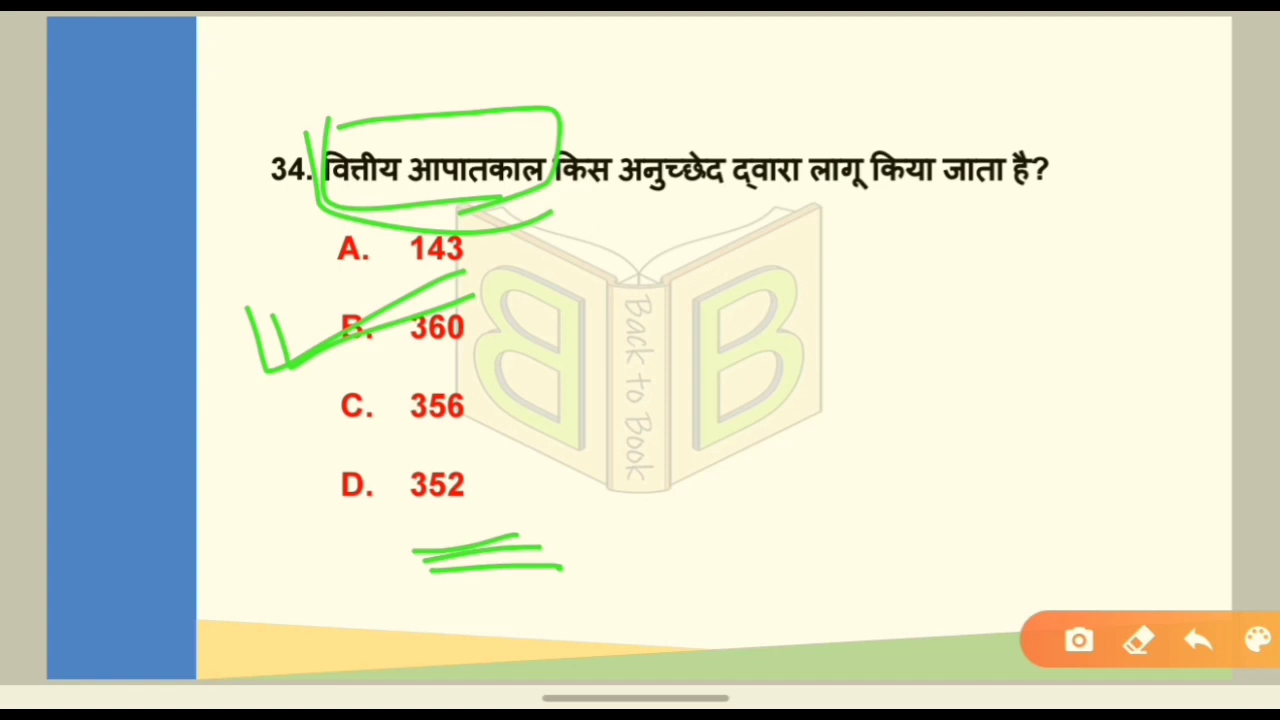 34. वित्तीय आपातकाल किस अनुच्छेद द्वारा लागू किया जाता है?
A. 143
B. 360
C. 356
D. 352
B Back to Book B